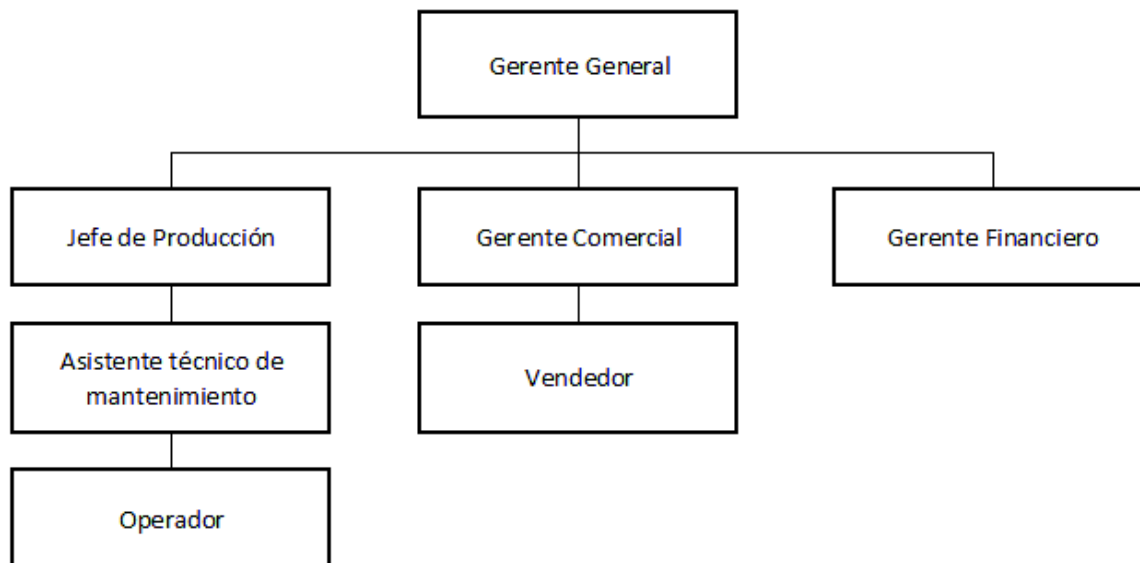 Gerente General
Jefe de Producción
Gerente Comercial
Gerente Financiero
Asistente técnico de
mantenimiento
Vendedor
Operador